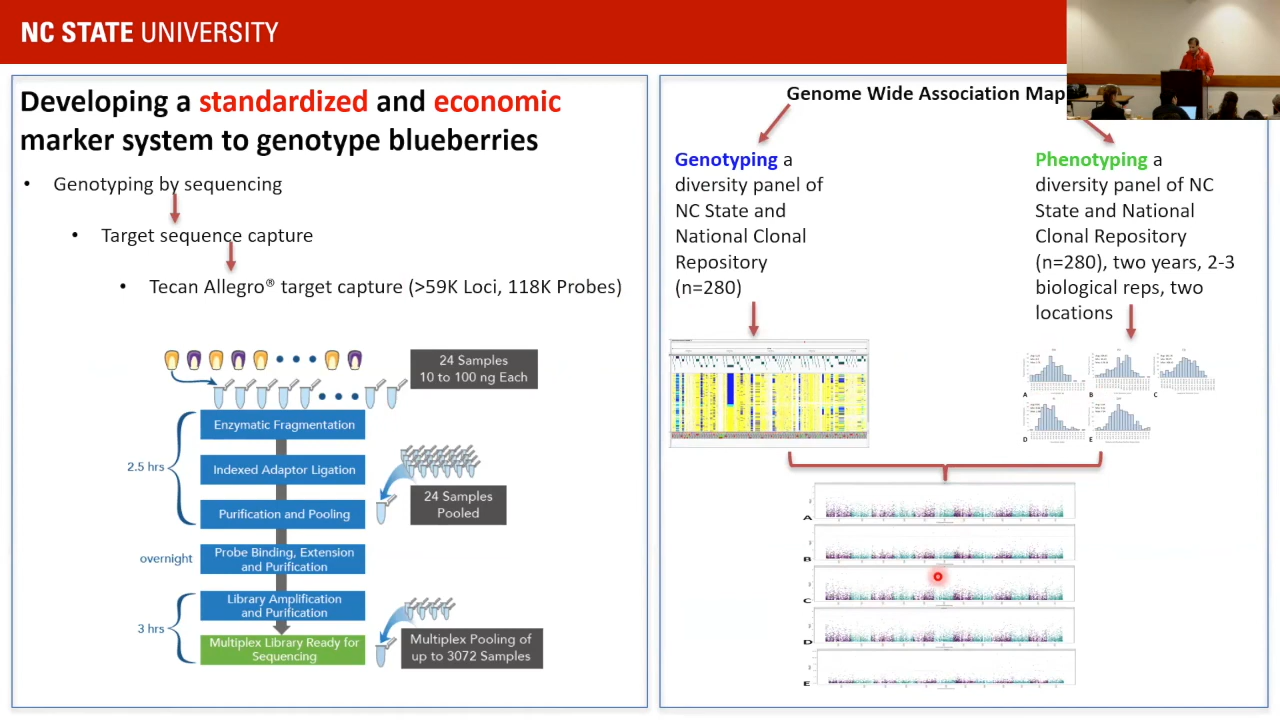 NC STATE UNIVERSITY
Developing a standardized and economic
marker system to genotype blueberries
• Genotyping by sequencing
• Target sequence capture
• Tecan Allegro® target capture (>59K Loci, 118K Probes)
24 Samples
10 to 100 ng Each
Enzymatic Fragmentation
2.5 hrs
Indexed Adaptor Ligation
Purification and Pooling
24 Samples
Pooled
overnight
Probe Binding, Extension
and Purification
Library Amplification
and Purification
3 hrs
Multiplex Library Ready for
Sequencing
Multiplex Pooling of
up to 3072 Samples
Genome Wide Association Map
Genotyping a
diversity panel of
NC State and
National Clonal
Repository
(n=280)
Phenotyping a
diversity panel of NC
State and National
Clonal Repository
(n=280), two years, 2-3
biological reps, two
locations
A
B
C
D
E
A
B
C
D
E